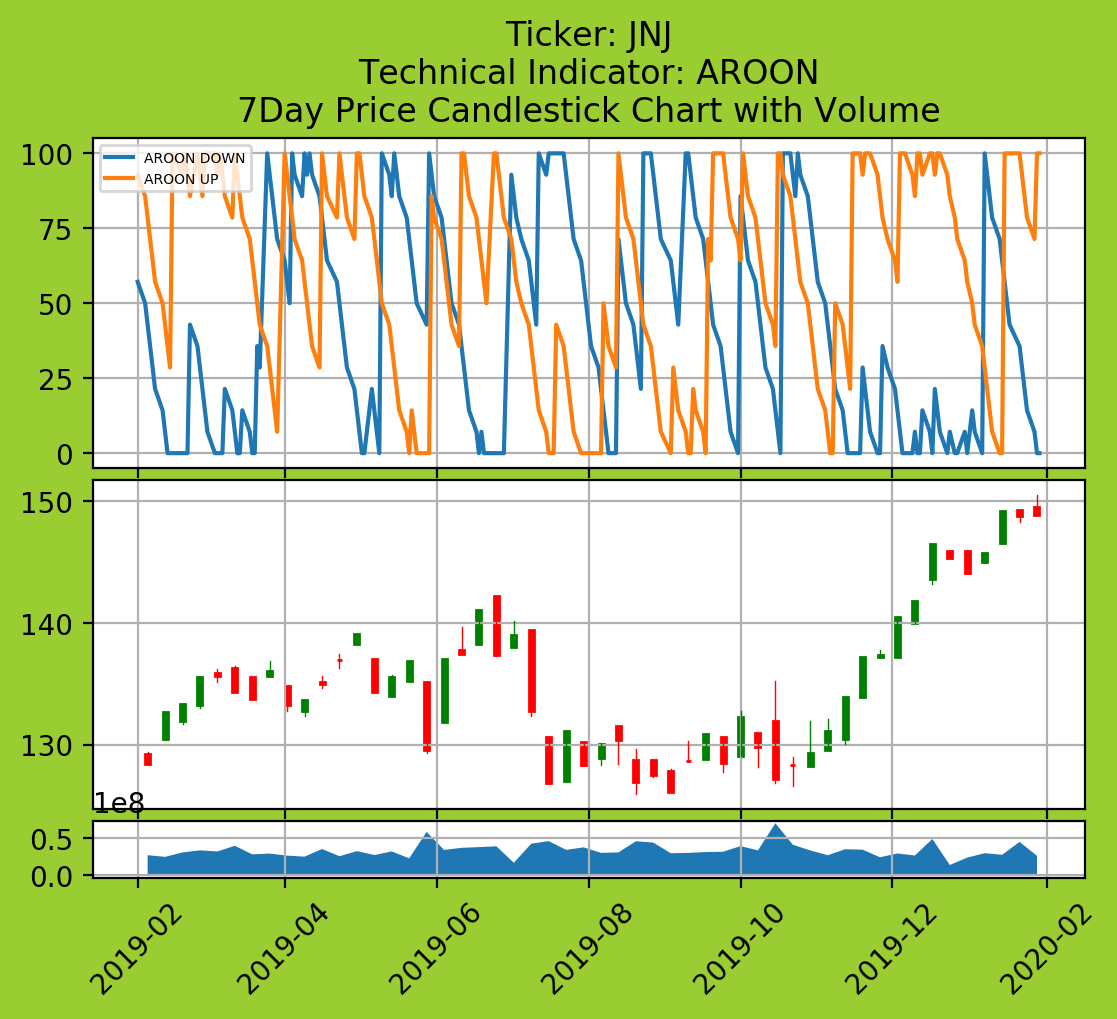 Ticker: JNJ
Technical Indicator: AROON
7Day Price Candlestick Chart with Volume
100
75
50
25
0
AROON DOWN
AROON UP
150
140
130
1e8
0.5
0.0
2019-02
2019-04
2019-06
2019-08
2019-10
2019-12
2020-02